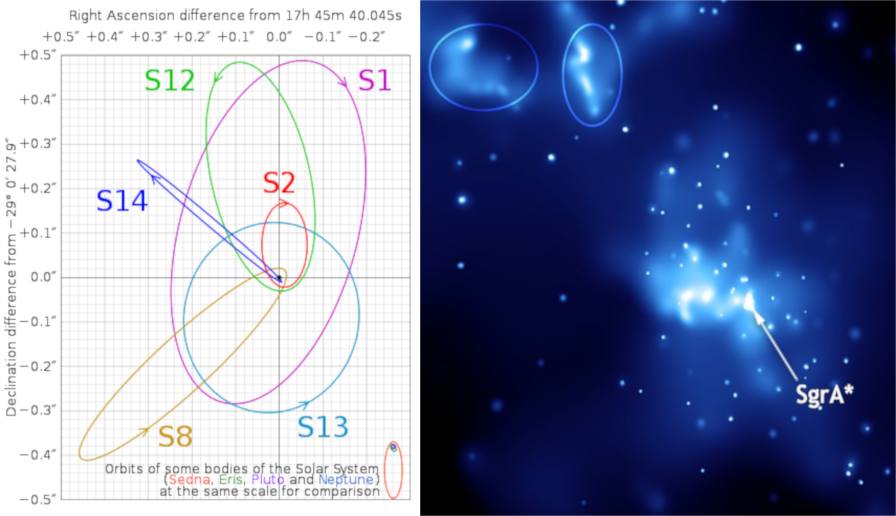 Right Ascension difference from 17h 45m 40.045s
+0.5″ +0.4″ +0.3″ +0.2″ +0.1″ 0.0″ −0.1″ −0.2″
Declination difference from −29° 0′ 27.9″
+0.5″
+0.4″
+0.3″
+0.2″
+0.1″
0.0″
−0.1″
−0.2″
−0.3″
−0.4″
−0.5″
S12
S1
S2
S14
S13
S8
Orbits of some bodies of the Solar System
(Sedna, Eris, Pluto and Neptune)
at the same scale for comparison
SgrA*